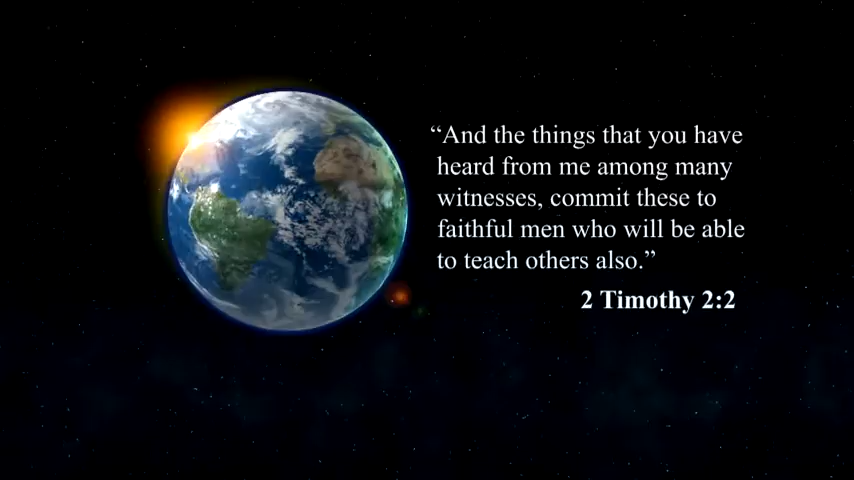 “And the things that you have
heard from me among many
witnesses, commit these to
faithful men who will be able
to teach others also.”
2 Timothy 2:2